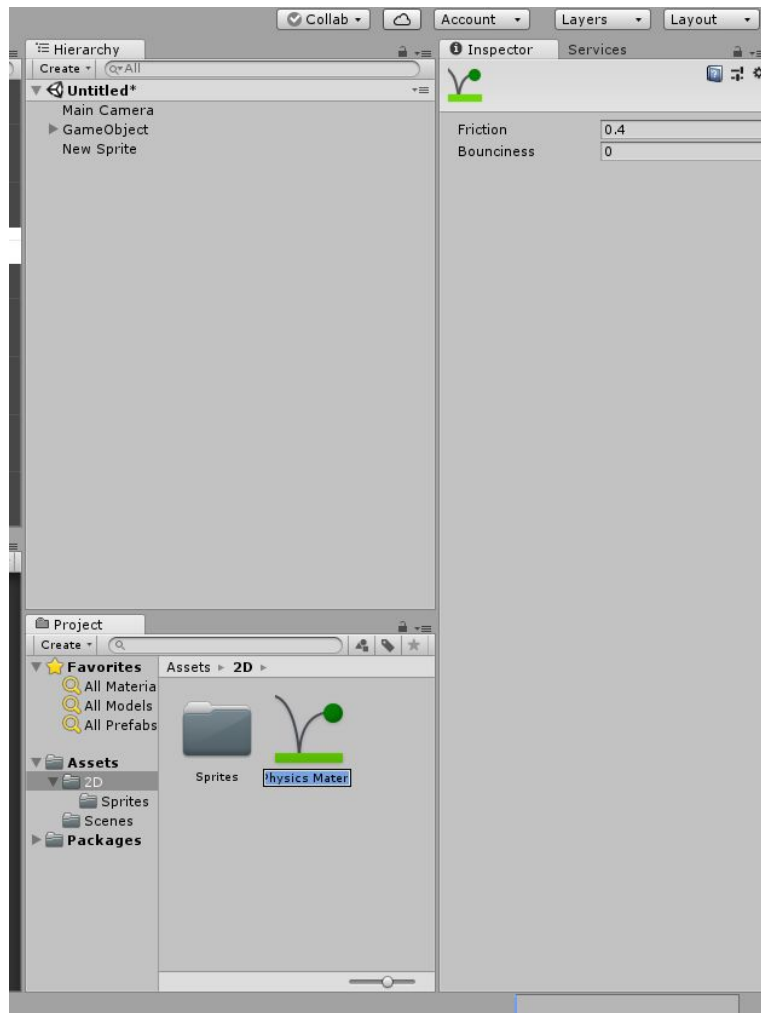 Collab Account Layers Layout
Hierarchy
Create All
Untitled*
Main Camera
GameObject
New Sprite
Inspector Services
Friction 0.4
Bounciness 0
Project
Create
Favorites
All Materia
All Models
All Prefabs
Assets
2D
Sprites
Scenes
Packages
Assets 2D
Sprites
hysics Mater